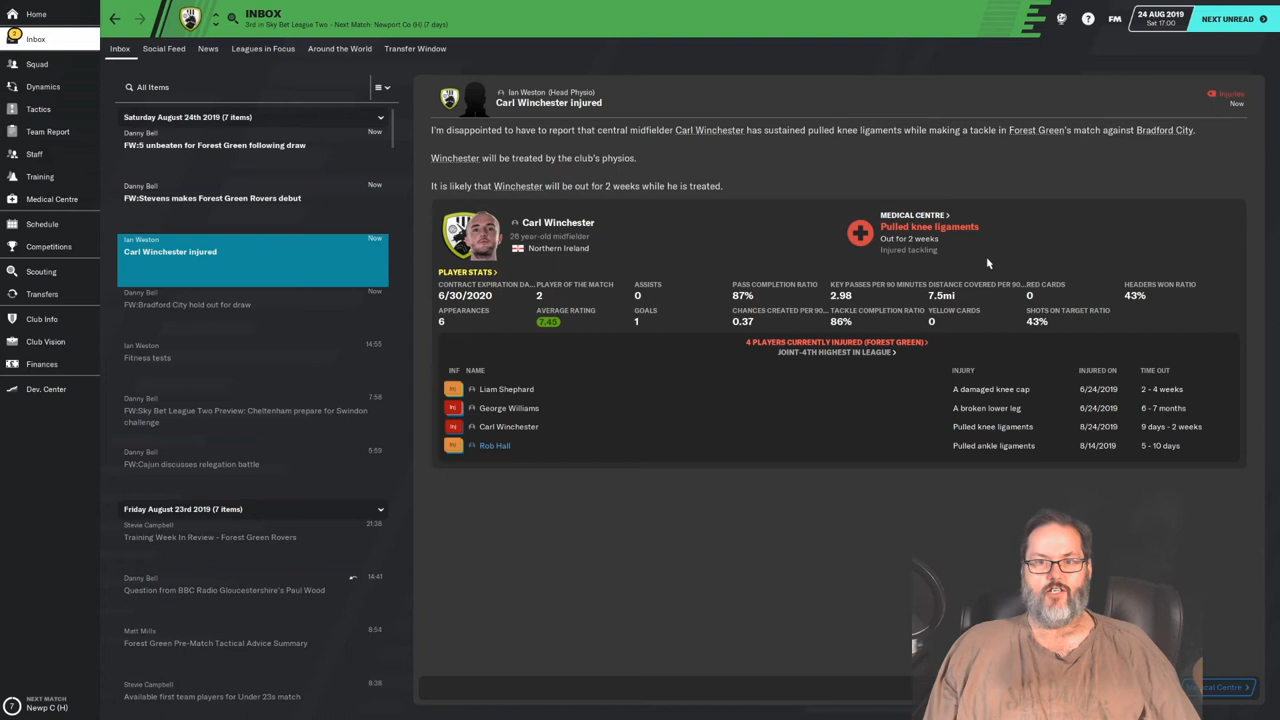 Home
INBOX
3rd in Sky Bet League Two - Next Match: Newport Co (H) (7 days)
FM
24 AUG 2019
Sat 17:00
NEXT UNREAD
2
Inbox
Squad
Dynamics
Tactics
Team Report
Staff
Training
Medical Centre
Schedule
Competitions
Scouting
Transfers
Club Info
Club Vision
Finances
Dev. Center
7
NEXT MATCH
Newp C (H)
Inbox
Social Feed
News
Leagues in Focus
Around the World
Transfer Window
All Items
Saturday August 24th 2019 (7 items)
Danny Bell Now
FW:5 unbeaten for Forest Green following draw
Danny Bell Now
FW:Stevens makes Forest Green Rovers debut
Ian Weston Now
Carl Winchester injured
Danny Bell Now
FW:Bradford City hold out for draw
Ian Weston 14:55
Fitness tests
Danny Bell 7:58
FW:Sky Bet League Two Preview: Cheltenham prepare for Swindon
challenge
Danny Bell 5:59
FW:Cajun discusses relegation battle
Friday August 23rd 2019 (7 items)
Stevie Campbell 21:38
Training Week In Review - Forest Green Rovers
Danny Bell 14:41
Question from BBC Radio Gloucestershire's Paul Wood
Matt Mills 8:54
Forest Green Pre-Match Tactical Advice Summary
Stevie Campbell 8:38
Available first team players for Under 23s match
Ian Weston (Head Physio)
Carl Winchester injured
Injuries
Now
I'm disappointed to have to report that central midfielder Carl Winchester has sustained pulled knee ligaments while making a tackle in Forest Green's match against Bradford City.
Winchester will be treated by the club's physios.
It is likely that Winchester will be out for 2 weeks while he is treated.
Carl Winchester
26 year-old midfielder
Northern Ireland
MEDICAL CENTRE >
Pulled knee ligaments
Out for 2 weeks
Injured tackling
PLAYER STATS >
CONTRACT EXPIRATION DA... PLAYER OF THE MATCH ASSISTS PASS COMPLETION RATIO KEY PASSES PER 90 MINUTES DISTANCE COVERED PER 90... RED CARDS HEADERS WON RATIO
6/30/2020 2 0 87% 2.98 7.5mi 0 43%
APPEARANCES AVERAGE RATING GOALS CHANCES CREATED PER 90... TACKLE COMPLETION RATIO YELLOW CARDS SHOTS ON TARGET RATIO
6 7.45 1 0.37 86% 0 43%
4 PLAYERS CURRENTLY INJURED (FOREST GREEN) >
JOINT-4TH HIGHEST IN LEAGUE >
INF NAME INJURY INJURED ON TIME OUT
Inj Liam Shephard A damaged knee cap 6/24/2019 2 - 4 weeks
Inj George Williams A broken lower leg 6/24/2019 6 - 7 months
Inj Carl Winchester Pulled knee ligaments 8/24/2019 9 days - 2 weeks
Inj Rob Hall Pulled ankle ligaments 8/14/2019 5 - 10 days
Centre >